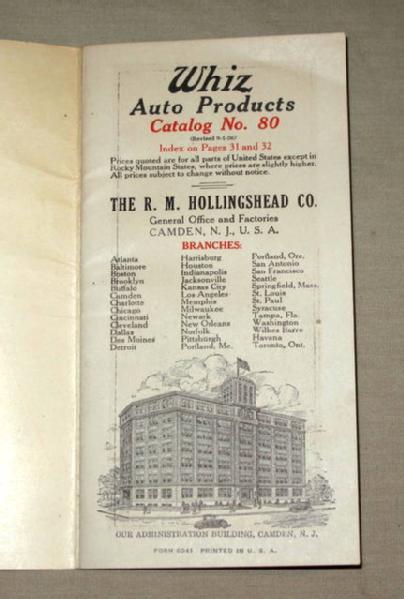 Whiz
Auto Products
Catalog No. 80
Index on Pages 31 and 32
Prices quoted are for all parts of United States except in
Rocky Mountain States, where prices are slightly higher.
All prices subject to change without notice.
THE R. M. HOLLINGSHEAD CO.
General Office and Factories
CAMDEN, N. J., U. S. A.
BRANCHES:
Atlanta Harrisburg Portland, Ore.
Baltimore Houston San Antonio
Boston Indianapolis San Francisco
Brooklyn Jacksonville Seattle
Buffalo Kansas City Springfield, Mass.
Camden Los Angeles St. Louis
Charlotte Memphis St. Paul
Chicago Milwaukee Syracuse
Cincinnati Newark Tampa, Fla.
Cleveland New Orleans Washington
Dallas Norfolk Wilkes Barre
Des Moines Pittsburgh Havana
Detroit Portland, Me. Toronto, Ont.
OUR ADMINISTRATION BUILDING, CAMDEN, N. J.
FORM 6043 PRINTED IN U. S. A.